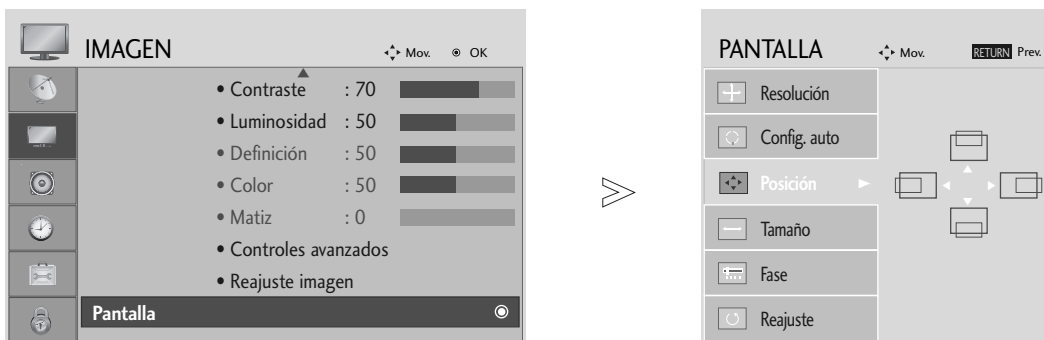 IMAGEN
Mov. OK
• Contraste : 70
• Luminosidad : 50
• Definición : 50
• Color : 50
• Matiz : 0
• Controles avanzados
• Reajuste imagen
Pantalla
PANTALLA
Mov. RETURN Prev.
Resolución
Config. auto
Posición
Tamaño
Fase
Reajuste